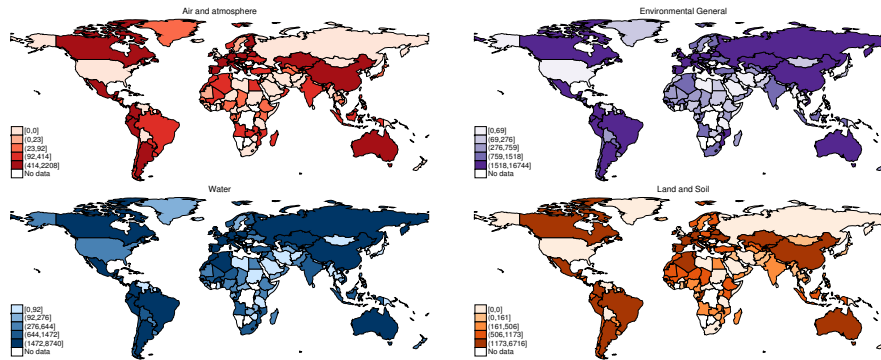 Air and atmosphere
[0,0]
(0,23]
(23,92]
(92,414]
(414,2208]
No data
Environmental General
[0,69]
(69,276]
(276,759]
(759,1518]
(1518,16744]
No data
Water
[0,92]
(92,276]
(276,644]
(644,1472]
(1472,8740]
No data
Land and Soil
[0,0]
(0,161]
(161,506]
(506,1173]
(1173,6716]
No data